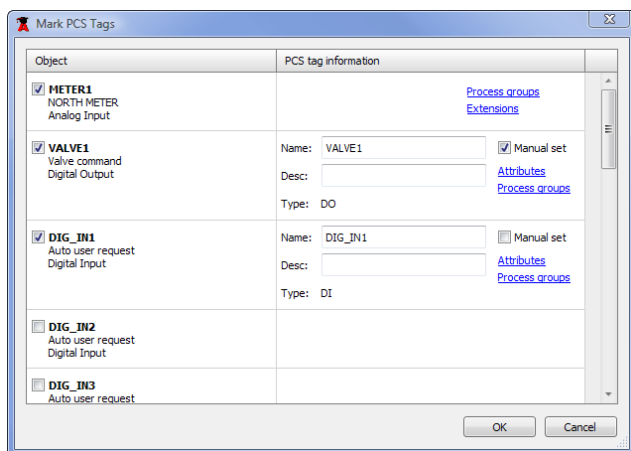 Mark PCS Tags
Object PCS tag information
METER1
NORTH METER
Analog Input
Process groups
Extensions
VALVE1
Valve command
Digital Output
Name: VALVE1 Manual set
Desc: Attributes
Process groups
Type: DO
DIG_IN1
Auto user request
Digital Input
Name: DIG_IN1 Manual set
Desc: Attributes
Process groups
Type: DI
DIG_IN2
Auto user request
Digital Input
DIG_IN3
Auto user request
OK Cancel